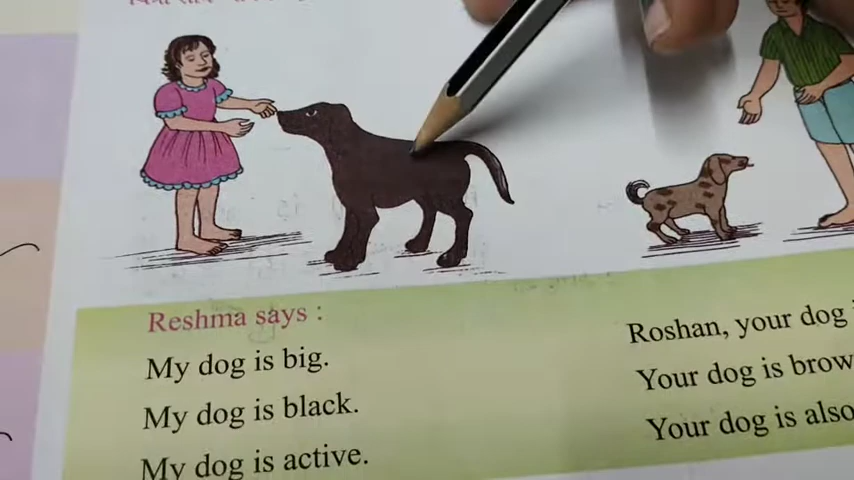 Reshma says :
My dog is big.
My dog is black.
My dog is active.
Roshan, your dog
Your dog is brow
Your dog is also